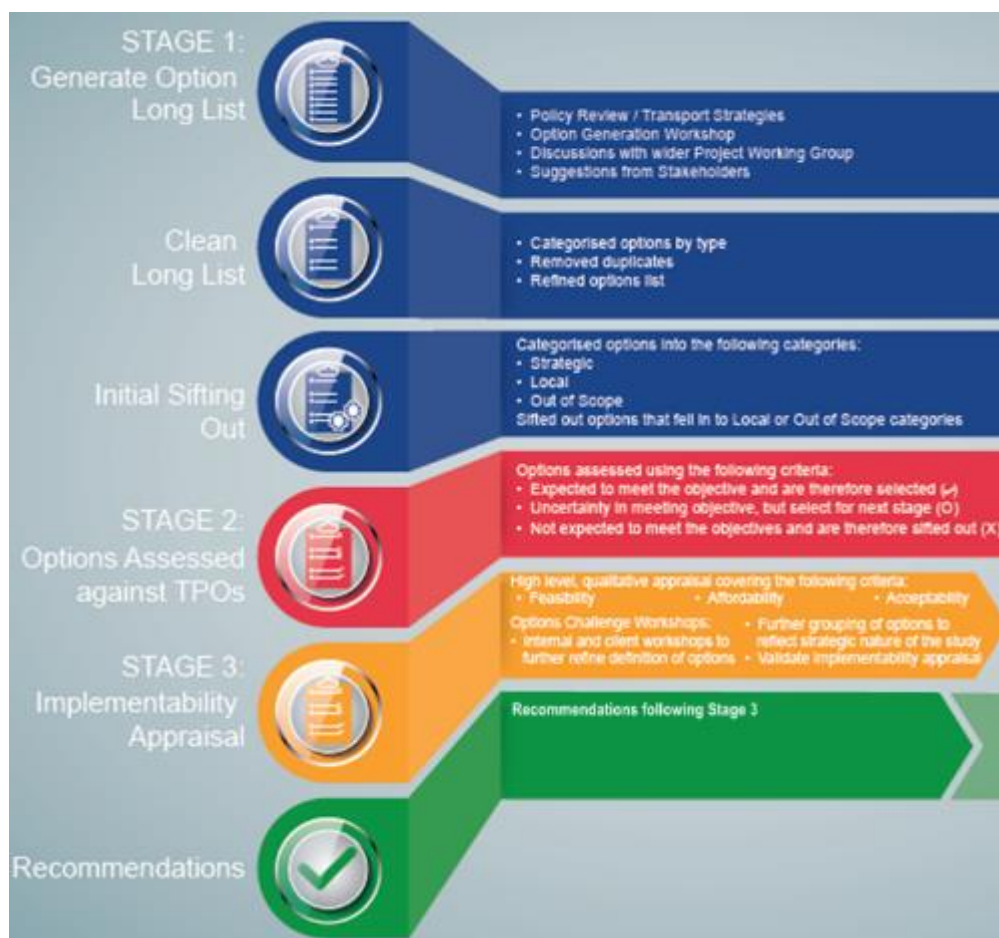 STAGE 1:
Generate Option
Long List
• Policy Review / Transport Strategies
• Option Generation Workshop
• Discussions with wider Project Working Group
• Suggestions from Stakeholders
Clean
Long List
• Categorised options by type
• Removed duplicates
• Refined options list
Initial Sifting
Out
Categorised options into the following categories:
• Strategic
• Local
• Out of Scope
Sifted out options that fell in to Local or Out of Scope categories
STAGE 2:
Options Assessed
against TPOs
Options assessed using the following criteria:
• Expected to meet the objective and are therefore selected (✓)
• Uncertainty in meeting objective, but select for next stage (O)
• Not expected to meet the objectives and are therefore sifted out (X)
STAGE 3:
Implementability
Appraisal
High level, qualitative appraisal covering the following criteria:
• Feasibility • Affordability • Acceptability
Options Challenge Workshops:
• Internal and client workshops to
further refine definition of options
• Further grouping of options to
reflect strategic nature of the study
• Validate implementability appraisal
Recommendations
Recommendations following Stage 3